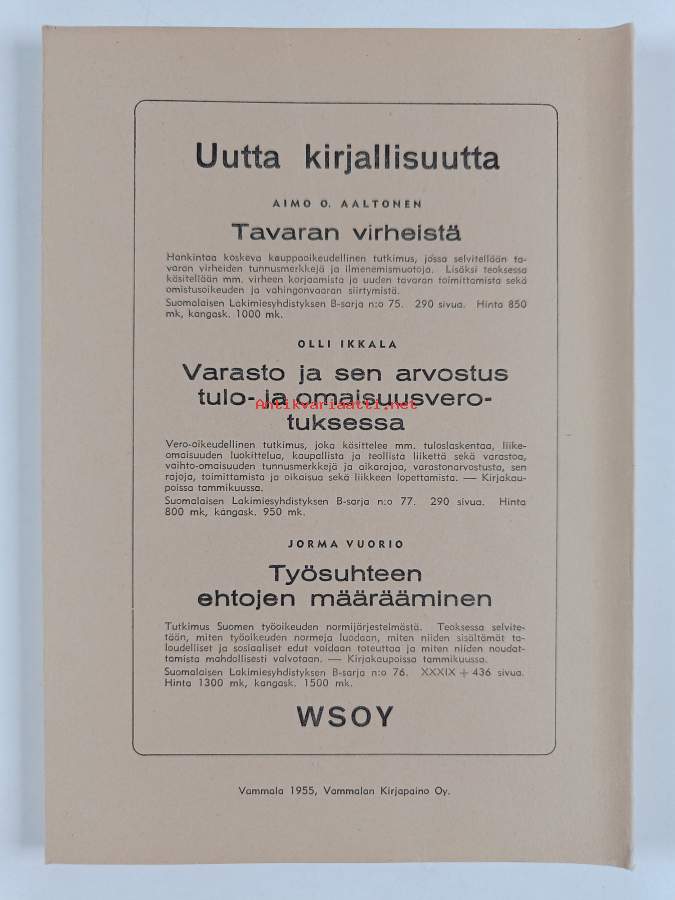 Uutta kirjallisuutta
AIMO O. AALTONEN
Tavaran virheistä
Hankintaa koskeva kauppaoikeudellinen tutkimus, jossa selvitellään ta-
varan virheiden tunnusmerkkejä ja ilmenemismuotoja. Lisäksi teoksessa
käsitellään mm. virheen korjaamista ja uuden tavaran toimittamista sekä
omistusoikeuden ja vahingonvaaran siirtymistä.
Suomalaisen Lakimiesyhdistyksen B-sarja n:o 75. 290 sivua. Hinta 850
mk, kangask. 1000 mk.
OLLI IKKALA
Varasto ja sen arvostus
tulo- ja omaisuusvero-
Antikvariaatti.net
tuksessa
Vero-oikeudellinen tutkimus, joka käsittelee mm. tuloslaskentaa, liike-
omaisuuden luokittelua, kaupallista ja teollista liikettä sekä varastoa,
vaihto-omaisuuden tunnusmerkkejä ja aikarajaa, varastonarvostusta, sen
rajoja, toimittamista ja oikaisua sekä liikkeen lopettamista. — Kirjakau-
poissa tammikuussa.
Suomalaisen Lakimiesyhdistyksen B-sarja n:o 77. 290 sivua. Hinta
800 mk, kangask. 950 mk.
JORMA VUORIO
Työsuhteen
ehtojen määrääminen
Tutkimus Suomen työoikeuden normijärjestelmästä. Teoksessa selvite-
tään, miten työoikeuden normeja luodaan, miten niiden sisältämät ta-
loudelliset ja sosiaaliset edut voidaan toteuttaa ja miten niiden noudat-
tamista mahdollisesti valvotaan. — Kirjakaupoissa tammikuussa.
Suomalaisen Lakimiesyhdistyksen B-sarja n:o 76. XXXIX + 436 sivua.
Hinta 1300 mk, kangask. 1500 mk.
WSOY
Vammala 1955, Vammalan Kirjapaino Oy.